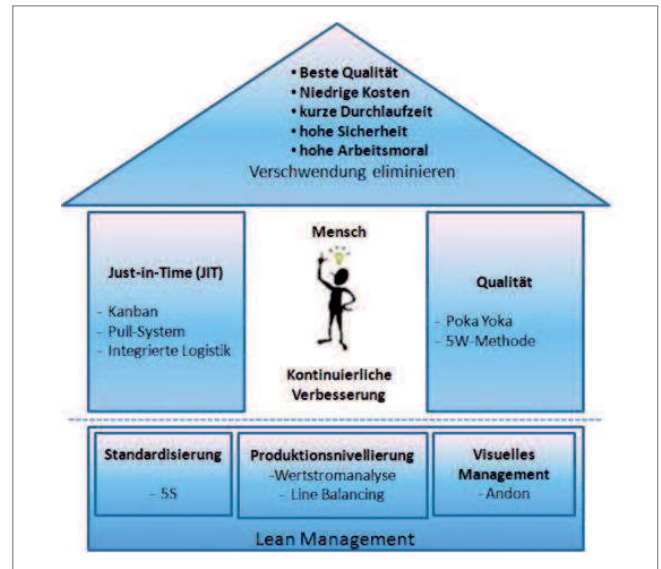 • Beste Qualität
• Niedrige Kosten
• kurze Durchlaufzeit
• hohe Sicherheit
• hohe Arbeitsmoral
Verschwendung eliminieren
Just-in-Time (JIT)
- Kanban
- Pull-System
- Integrierte Logistik
Mensch
Kontinuierliche
Verbesserung
Qualität
- Poka Yoka
- 5W-Methode
Standardisierung
- 5S
Produktionsnivellierung
-Wertstromanalyse
- Line Balancing
Visuelles
Management
- Andon
Lean Management